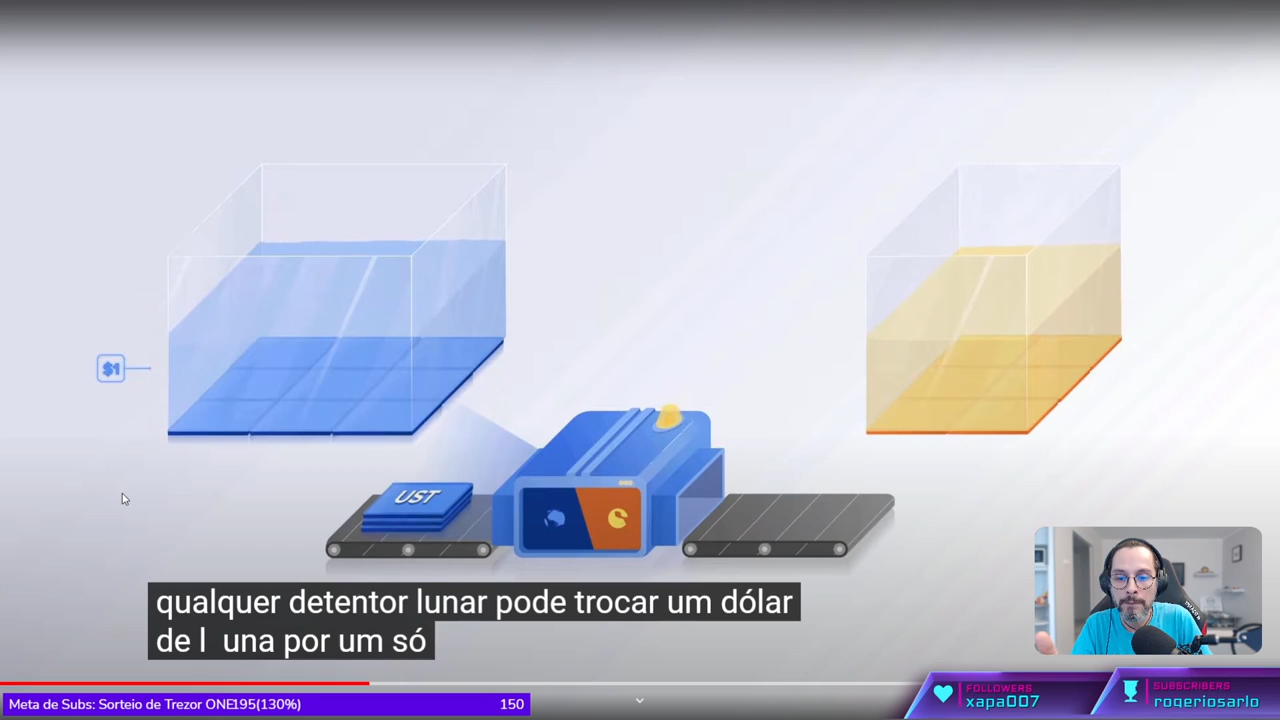 $1
UST
qualquer detentor lunar pode trocar um dólar
de l una por um só
FOLLOWERS
xapa007
SUBSCRIBERS
rogeriosarlo
Meta de Subs: Sorteio de Trezor ONE195(130%)
150